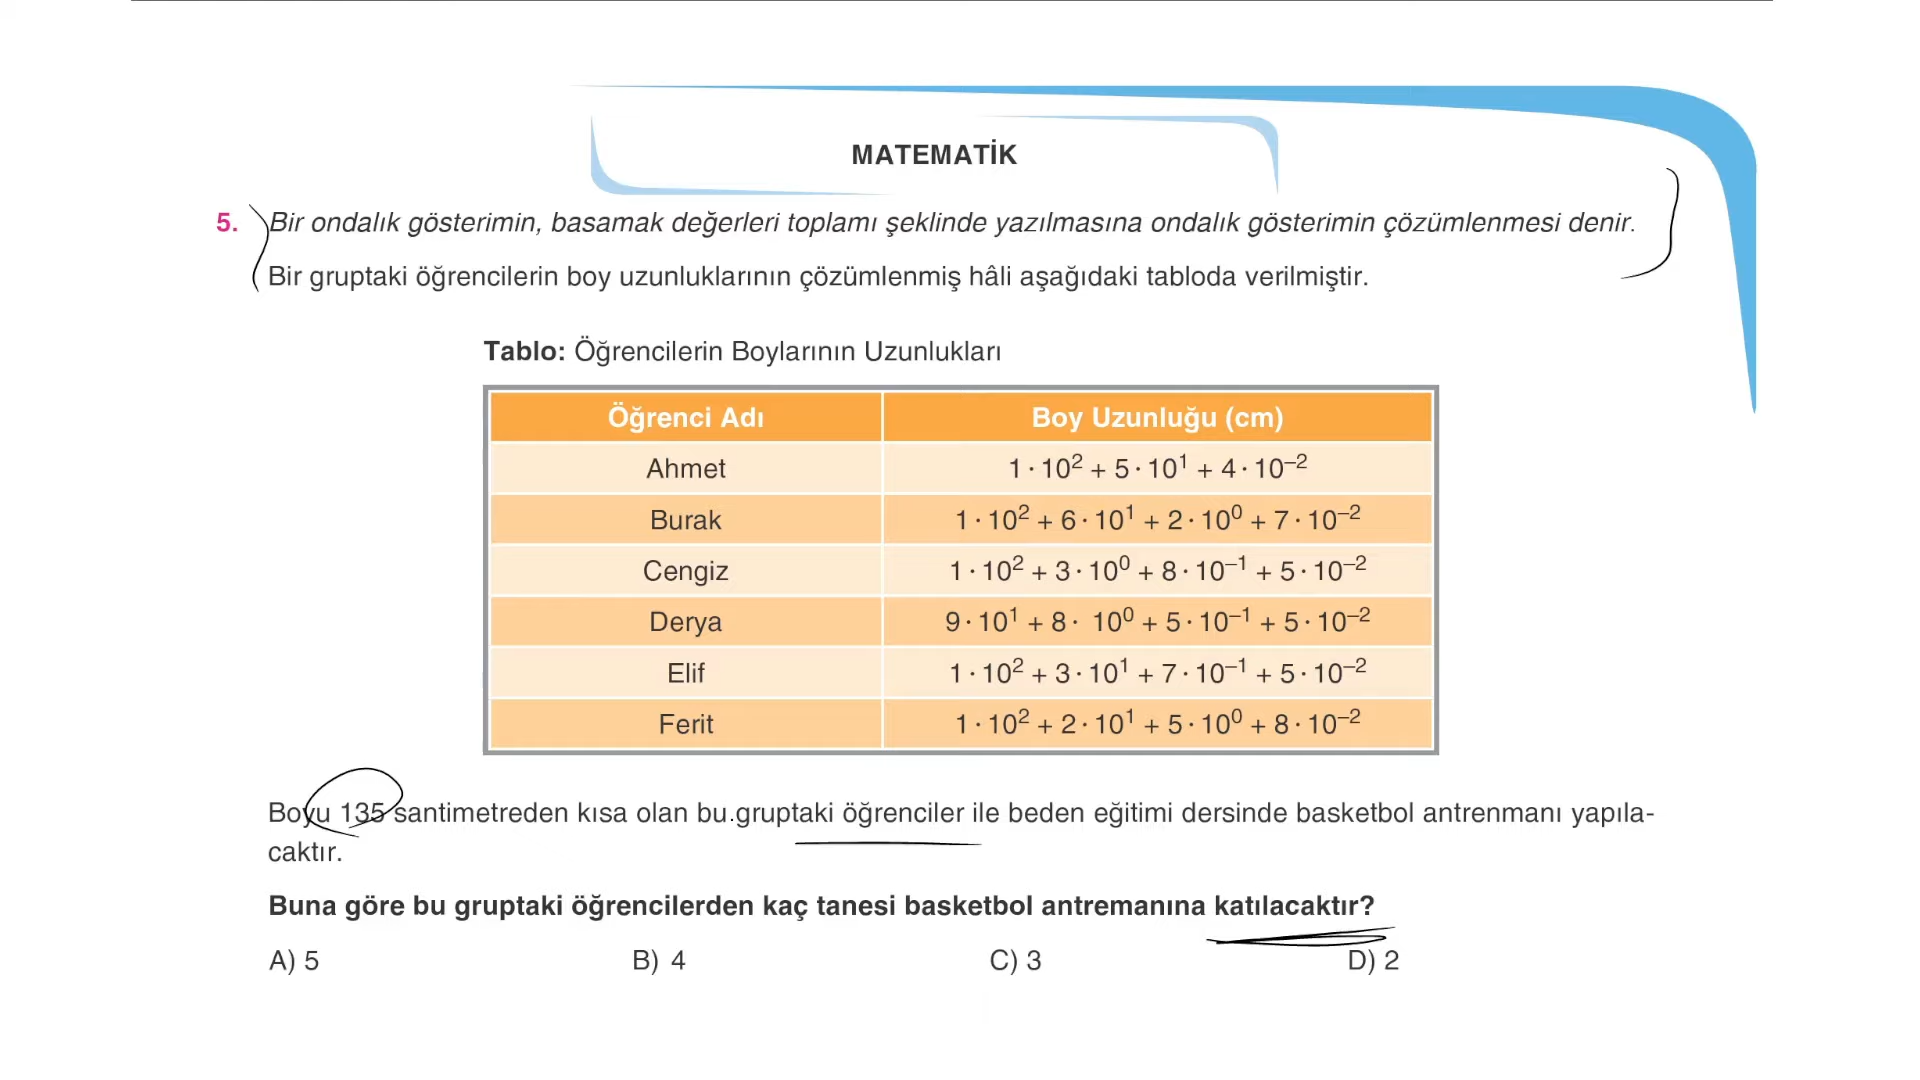 MATEMATİK
5. Bir ondalık gösterimin, basamak değerleri toplamı şeklinde yazılmasına ondalık gösterimin çözümlenmesi denir.
Bir gruptaki öğrencilerin boy uzunluklarının çözümlenmiş hâli aşağıdaki tabloda verilmiştir.
Tablo: Öğrencilerin Boylarının Uzunlukları
Öğrenci Adı Boy Uzunluğu (cm)
Ahmet 1 · 10² + 5 · 10¹ + 4 · 10⁻²
Burak 1 · 10² + 6 · 10¹ + 2 · 10⁰ + 7 · 10⁻²
Cengiz 1 · 10² + 3 · 10⁰ + 8 · 10⁻¹ + 5 · 10⁻²
Derya 9 · 10¹ + 8 · 10⁰ + 5 · 10⁻¹ + 5 · 10⁻²
Elif 1 · 10² + 3 · 10¹ + 7 · 10⁻¹ + 5 · 10⁻²
Ferit 1 · 10² + 2 · 10¹ + 5 · 10⁰ + 8 · 10⁻²
Boyu 135 santimetreden kısa olan bu gruptaki öğrenciler ile beden eğitimi dersinde basketbol antrenmanı yapıla-
caktır.
Buna göre bu gruptaki öğrencilerden kaç tanesi basketbol antremanına katılacaktır?
A) 5 B) 4 C) 3 D) 2